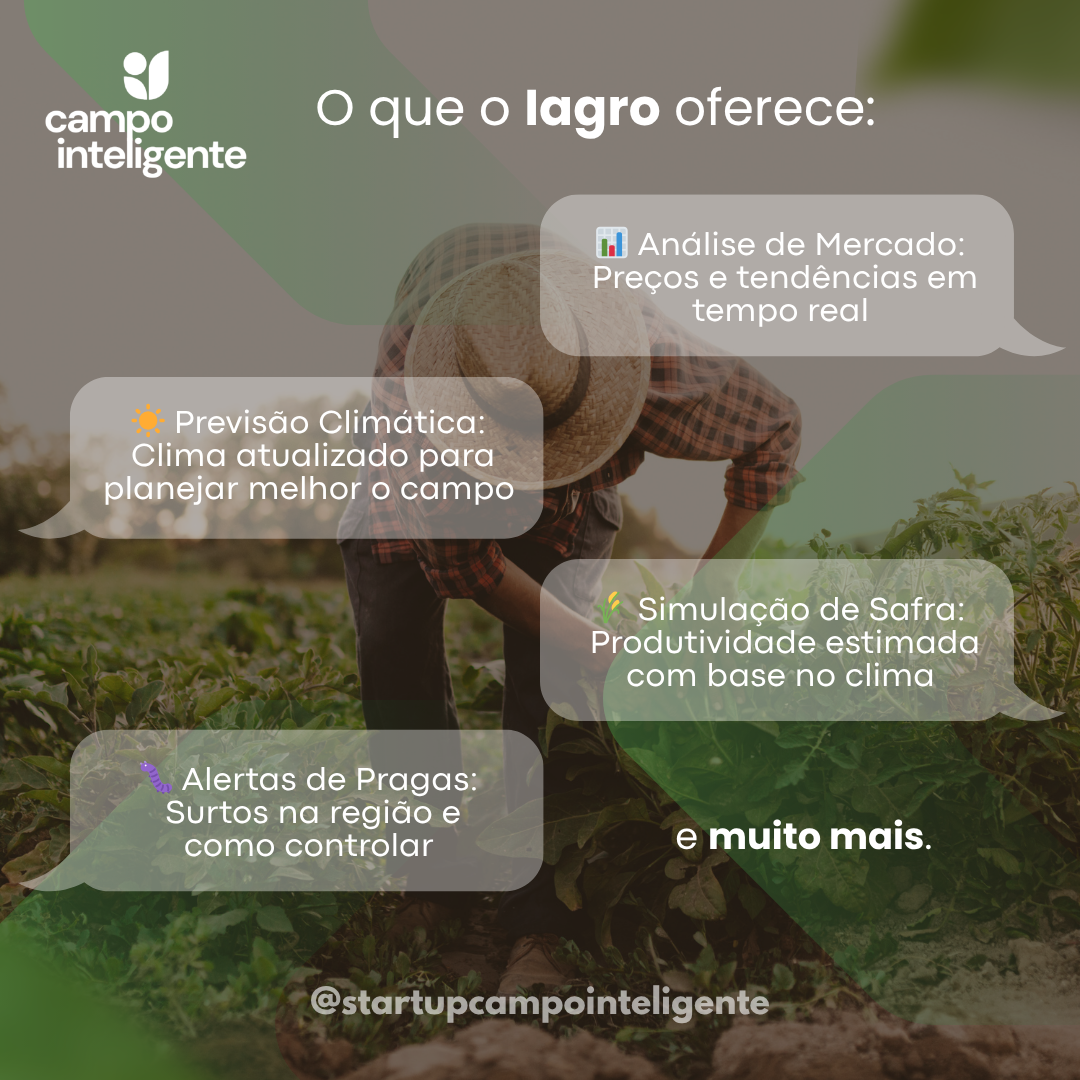 campo
inteligente
O que o Iagro oferece:
📊 Análise de Mercado:
Preços e tendências em
tempo real
☀️ Previsão Climática:
Clima atualizado para
planejar melhor o campo
🌾 Simulação de Safra:
Produtividade estimada
com base no clima
🐛 Alertas de Pragas:
Surtos na região e
como controlar
e muito mais.
@startupcampointeligente